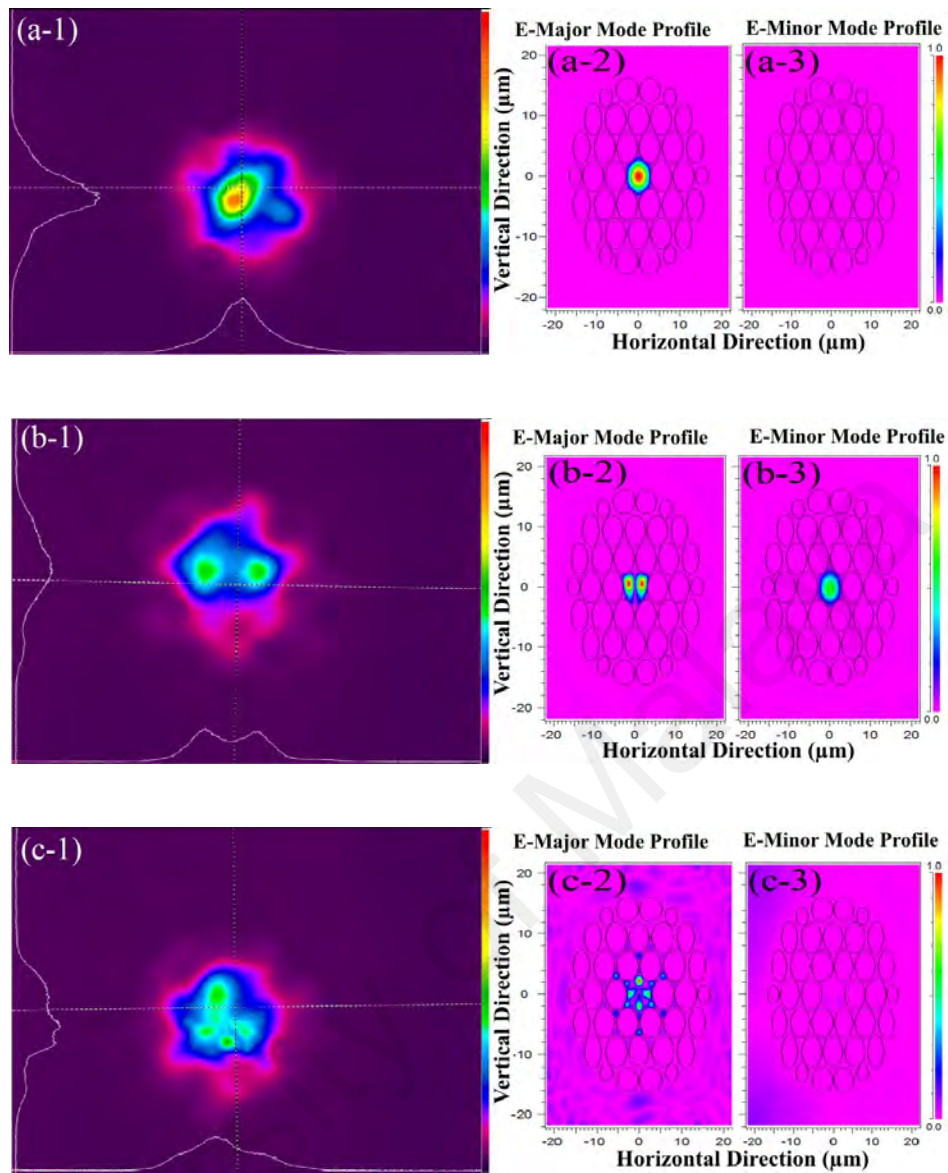 (a-1)
E-Major Mode Profile E-Minor Mode Profile
(a-2) (a-3)
1.0
20
10
0
-10
-20
0.0
Vertical Direction (µm)
-20 -10 0 10 20 -20 -10 0 10 20
Horizontal Direction (µm)
(b-1)
E-Major Mode Profile E-Minor Mode Profile
(b-2) (b-3)
1.0
20
10
0
-10
-20
0.0
Vertical Direction (µm)
-20 -10 0 10 20 -20 -10 0 10 20
Horizontal Direction (µm)
(c-1)
E-Major Mode Profile E-Minor Mode Profile
(c-2) (c-3)
1.0
20
10
0
-10
-20
0.0
Vertical Direction (µm)
-20 -10 0 10 20 -20 -10 0 10 20
Horizontal Direction (µm)